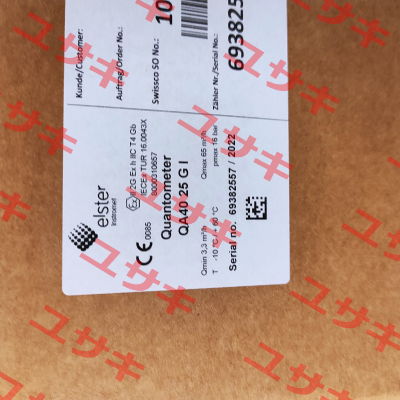 Kunde/Customer:
Auftrag/Order No.:
Swissco SO No.: 10
Zähler Nr./Serial No.:
69382557
elster
Instromet
II 2G Ex h IIC T4 Gb
IECEx TUR 16.0043X
3000310657
CE 0085
Quantometer
QA40 25 G I
Qmin 3,3 m³/h Qmax 65 m³/h
T -10 °C / + 60 °C pmax 16 bar
Serial no. 69382557 / 2022
ユサキ
ユサキ
ユサキ
ユサキ
ユサキ
ユサキ
ユサキ